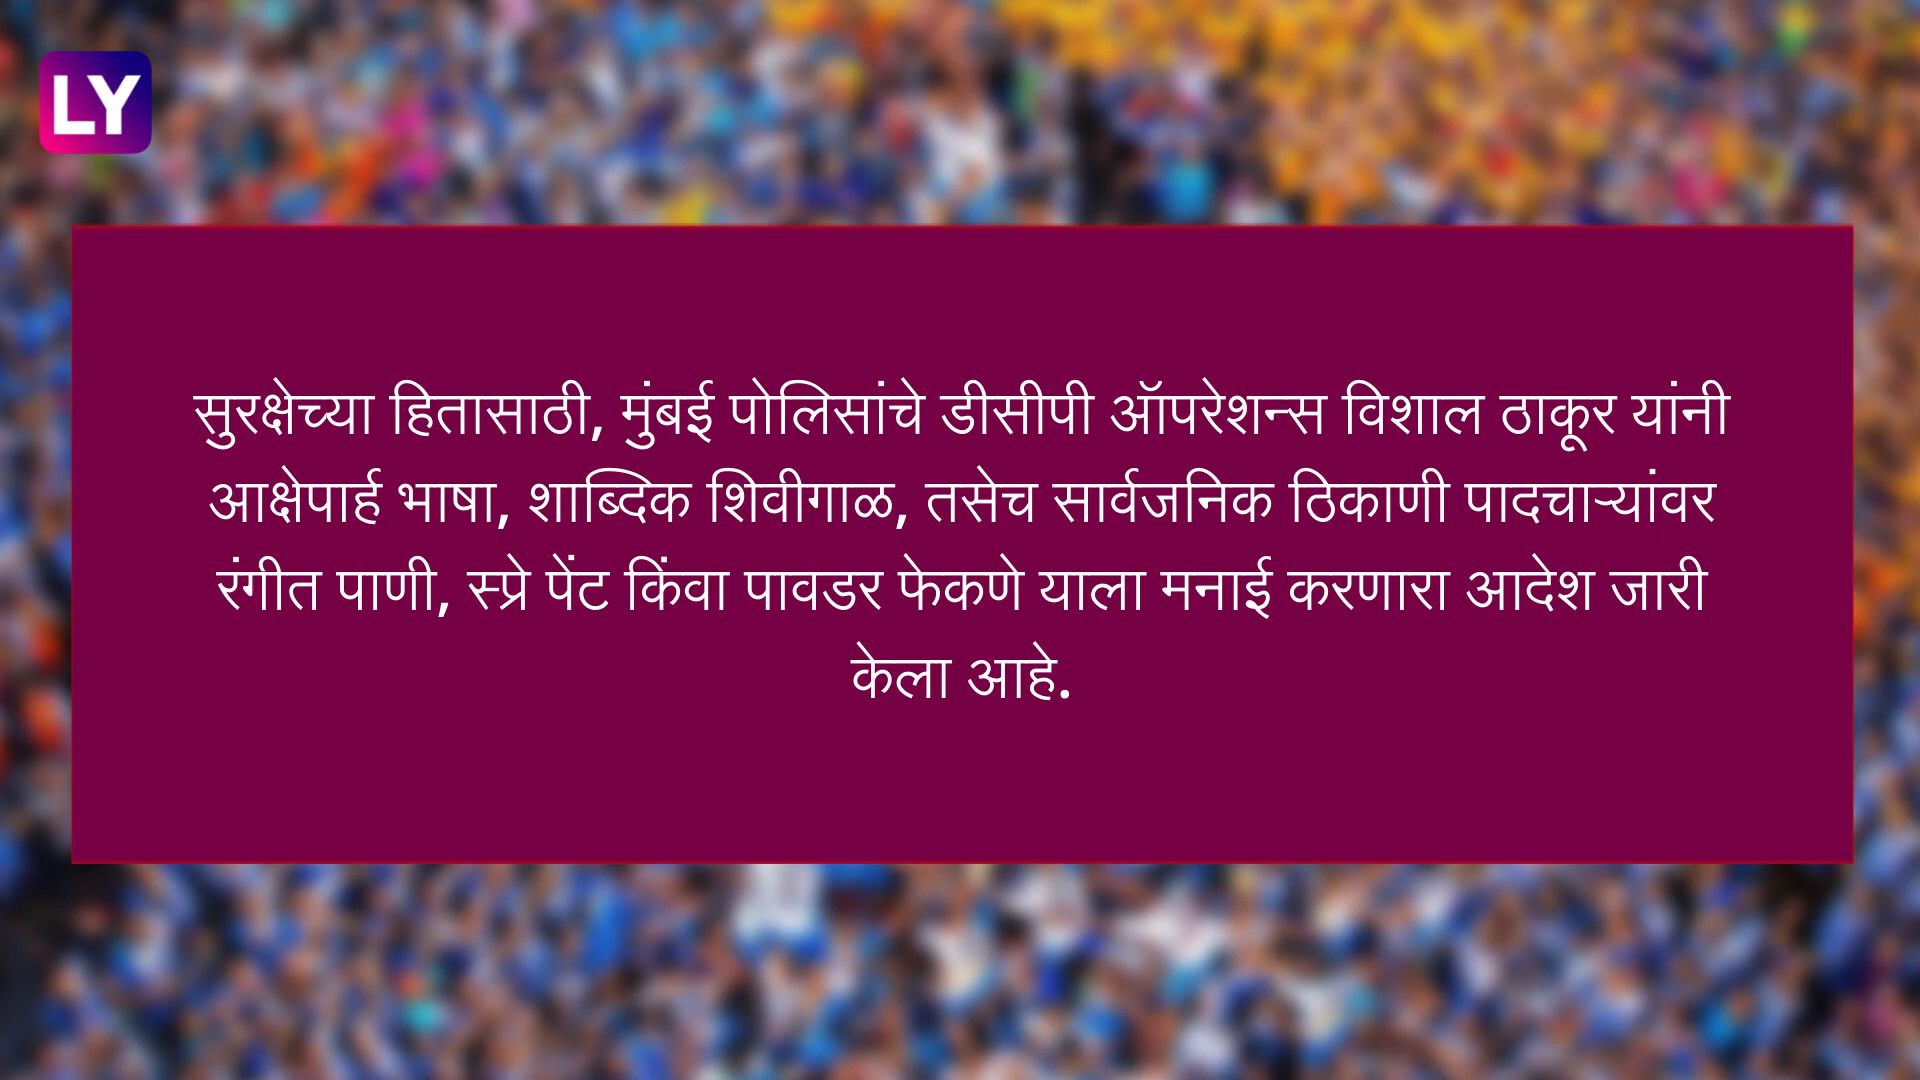 LY
सुरक्षेच्या हितासाठी, मुंबई पोलिसांचे डीसीपी ऑपरेशन्स विशाल ठाकूर यांनी
आक्षेपार्ह भाषा, शाब्दिक शिवीगाळ, तसेच सार्वजनिक ठिकाणी पादचाऱ्यांवर
रंगीत पाणी, स्प्रे पेंट किंवा पावडर फेकणे याला मनाई करणारा आदेश जारी
केला आहे.